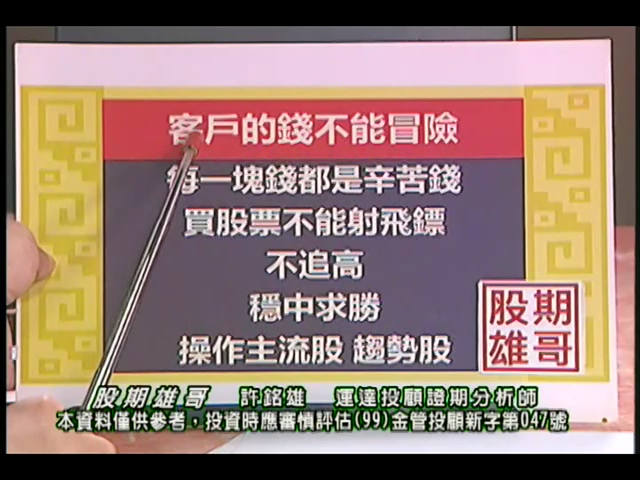 客戶的錢不能冒險
每一塊錢都是辛苦錢
買股票不能射飛鏢
不追高
穩中求勝
操作主流股 趨勢股
股期
雄哥
股期雄哥 許銘雄 運達投顧證期分析師
本資料僅供參考，投資時應審慎評估(99)金管投顧新字第047號